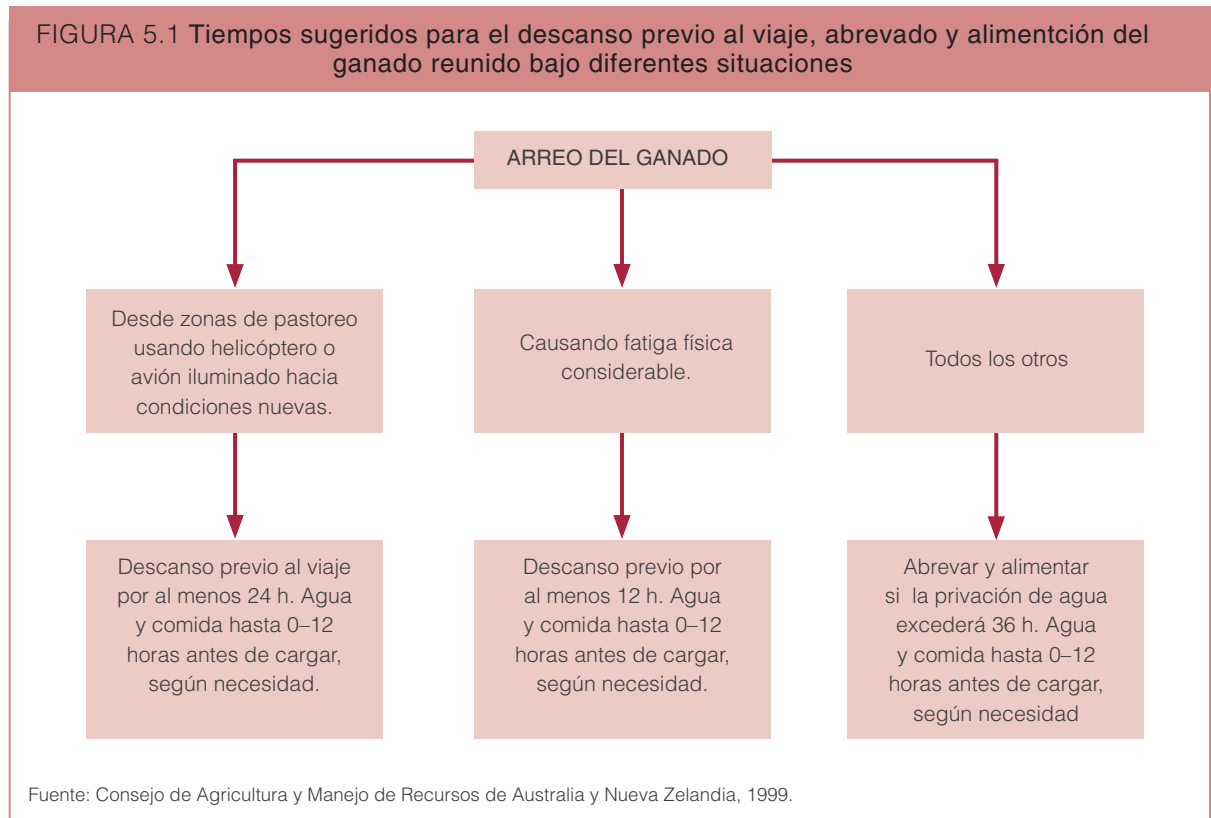 FIGURA 5.1 Tiempos sugeridos para el descanso previo al viaje, abrevado y alimentción del
ganado reunido bajo diferentes situaciones
ARREO DEL GANADO
Desde zonas de pastoreo
usando helicóptero o
avión iluminado hacia
condiciones nuevas.
Causando fatiga física
considerable.
Todos los otros
Descanso previo al viaje
por al menos 24 h. Agua
y comida hasta 0–12
horas antes de cargar,
según necesidad.
Descanso previo por
al menos 12 h. Agua
y comida hasta 0–12
horas antes de cargar,
según necesidad.
Abrevar y alimentar
si la privación de agua
excederá 36 h. Agua
y comida hasta 0–12
horas antes de cargar,
según necesidad
Fuente: Consejo de Agricultura y Manejo de Recursos de Australia y Nueva Zelandia, 1999.